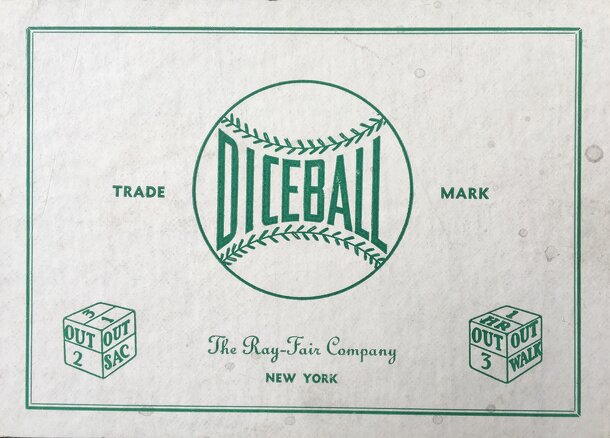 DICEBALL
TRADE MARK
3 1
OUT OUT
2 SAC
The Ray-Fair Company
NEW YORK
1
HR
OUT OUT
3 WALK